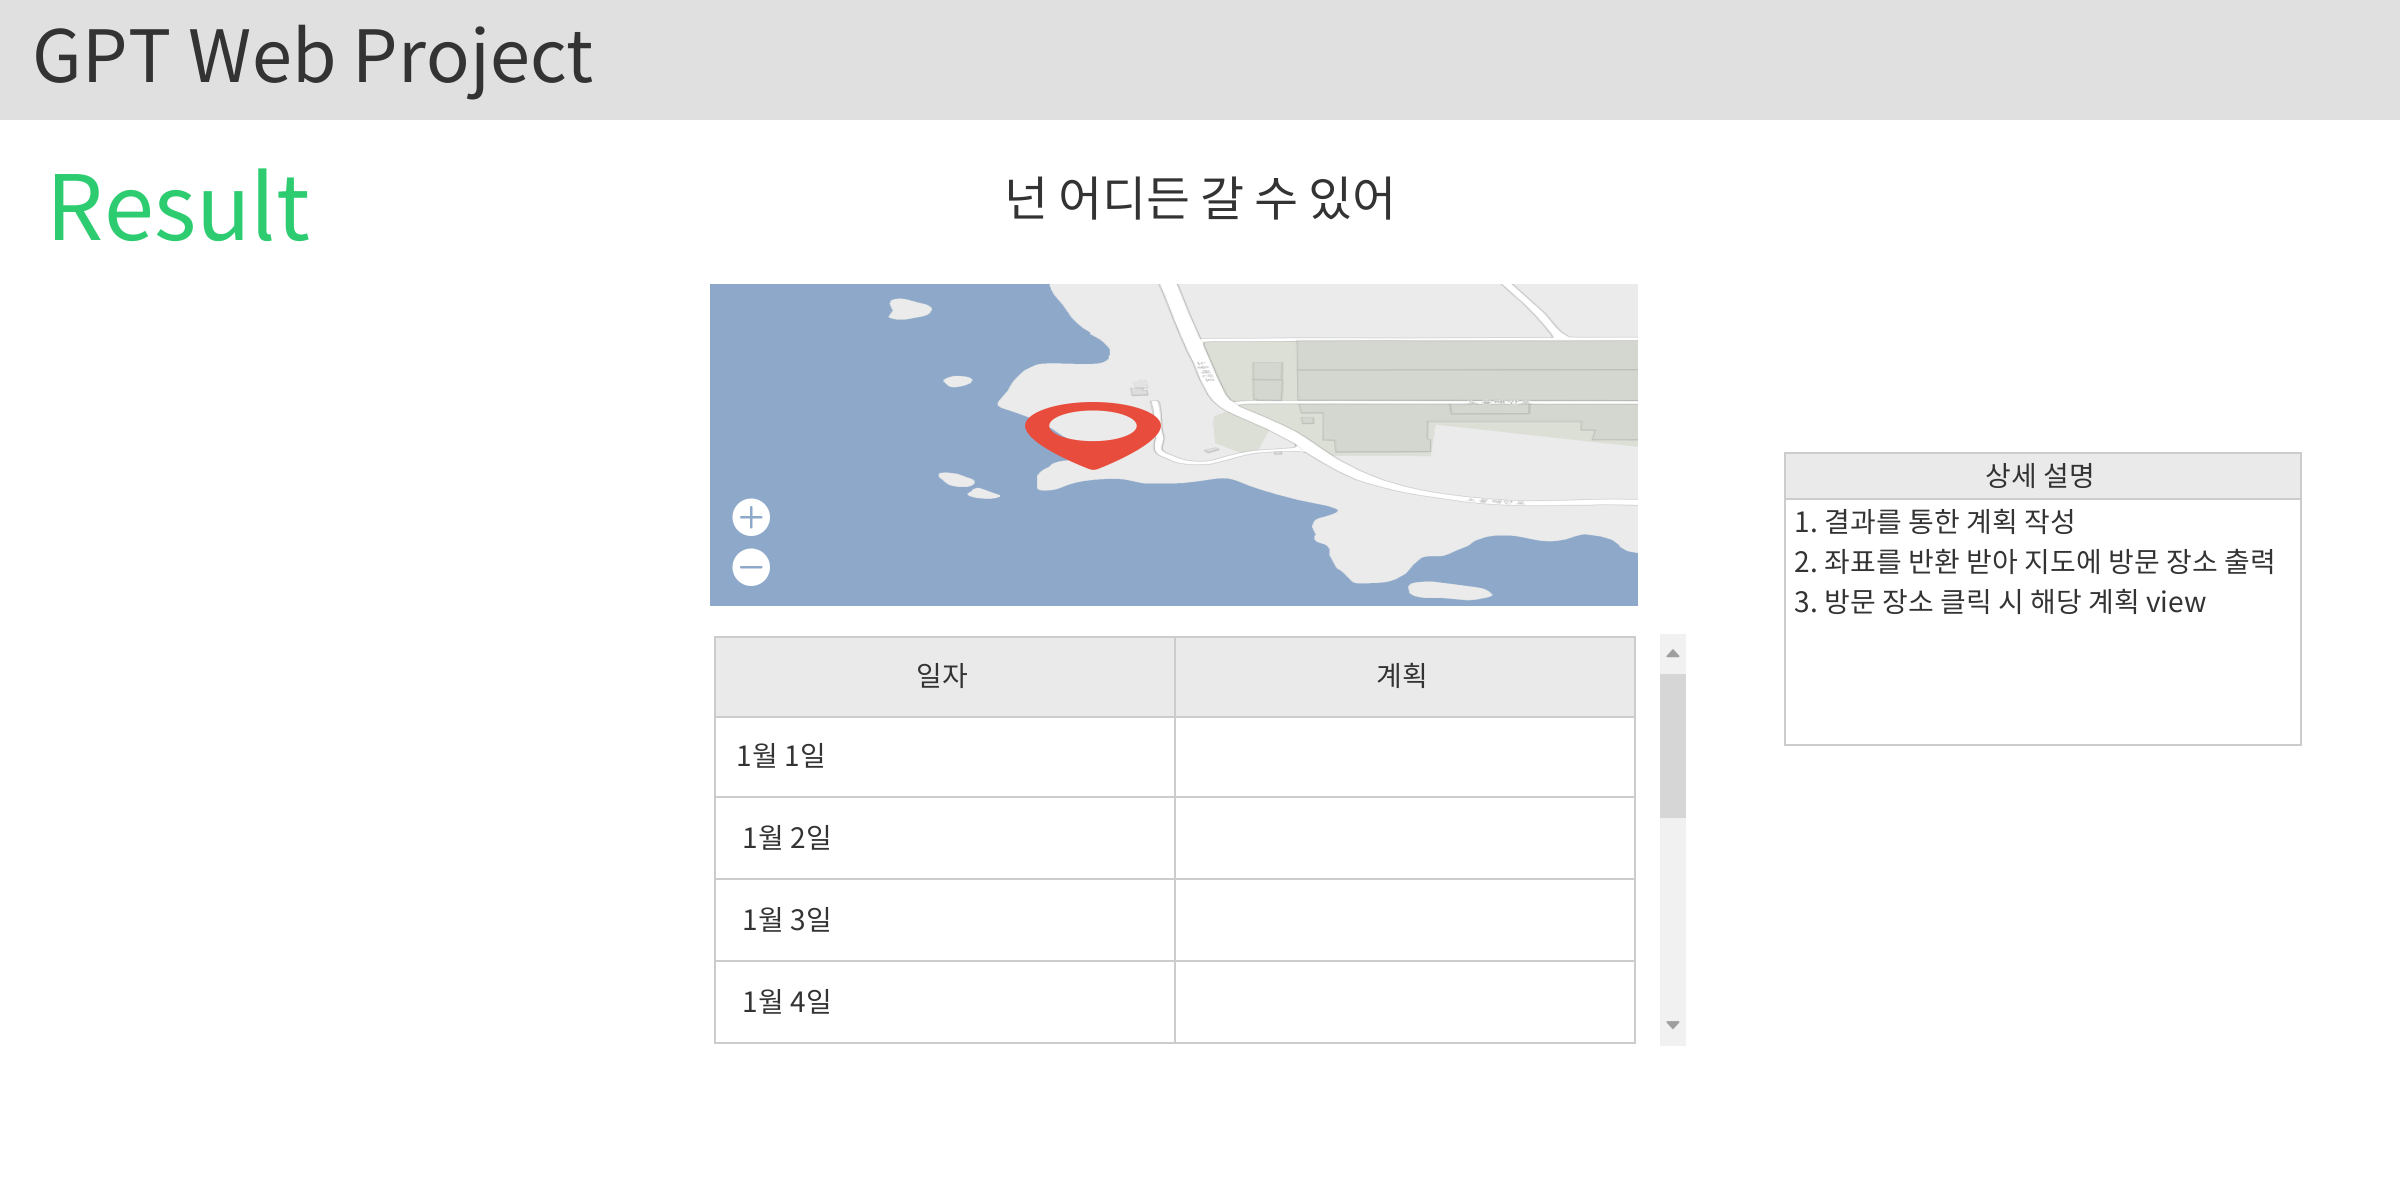 GPT Web Project
Result
넌 어디든 갈 수 있어
상세 설명
1. 결과를 통한 계획 작성
2. 좌표를 반환 받아 지도에 방문 장소 출력
3. 방문 장소 클릭 시 해당 계획 view
일자 계획
1월 1일
1월 2일
1월 3일
1월 4일